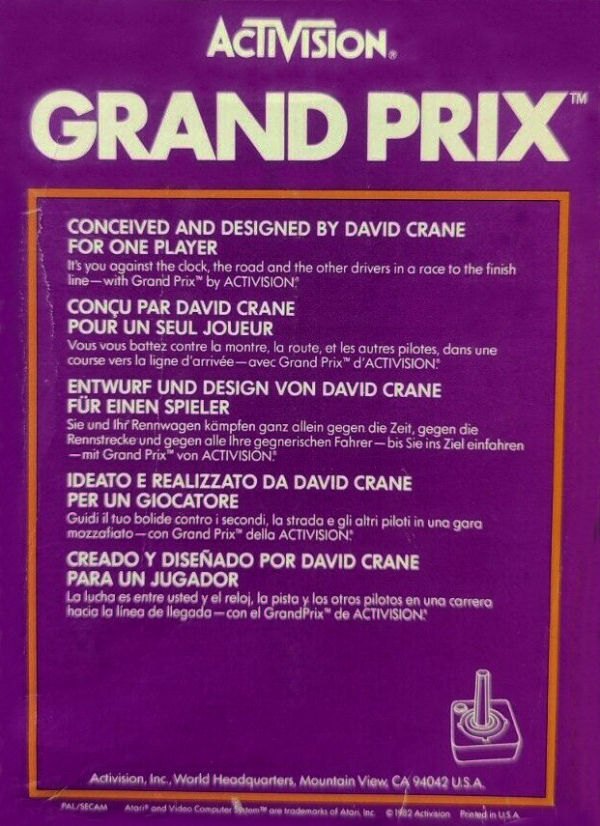 ACTIVISION®
GRAND PRIX™
CONCEIVED AND DESIGNED BY DAVID CRANE
FOR ONE PLAYER
It's you against the clock, the road and the other drivers in a race to the finish
line—with Grand Prix™ by ACTIVISION®.
CONÇU PAR DAVID CRANE
POUR UN SEUL JOUEUR
Vous vous battez contre la montre, la route, et les autres pilotes, dans une
course vers la ligne d'arrivée—avec Grand Prix™ d'ACTIVISION®.
ENTWURF UND DESIGN VON DAVID CRANE
FÜR EINEN SPIELER
Sie und Ihr Rennwagen kämpfen ganz allein gegen die Zeit, gegen die
Rennstrecke und gegen alle Ihre gegnerischen Fahrer—bis Sie ins Ziel einfahren
—mit Grand Prix™ von ACTIVISION®.
IDEATO E REALIZZATO DA DAVID CRANE
PER UN GIOCATORE
Guidi il tuo bolide contro i secondi, la strada e gli altri piloti in una gara
mozzafiato—con Grand Prix™ della ACTIVISION®.
CREADO Y DISEÑADO POR DAVID CRANE
PARA UN JUGADOR
La lucha es entre usted y el reloj, la pista y los otros pilotos en una carrera
hacia la línea de llegada—con el GrandPrix™ de ACTIVISION®.
Activision, Inc., World Headquarters, Mountain View, CA 94042 U.S.A.
PAL/SECAM Atari® and Video Computer System™ are trademarks of Atari, Inc. © 1982 Activision Printed in U.S.A.